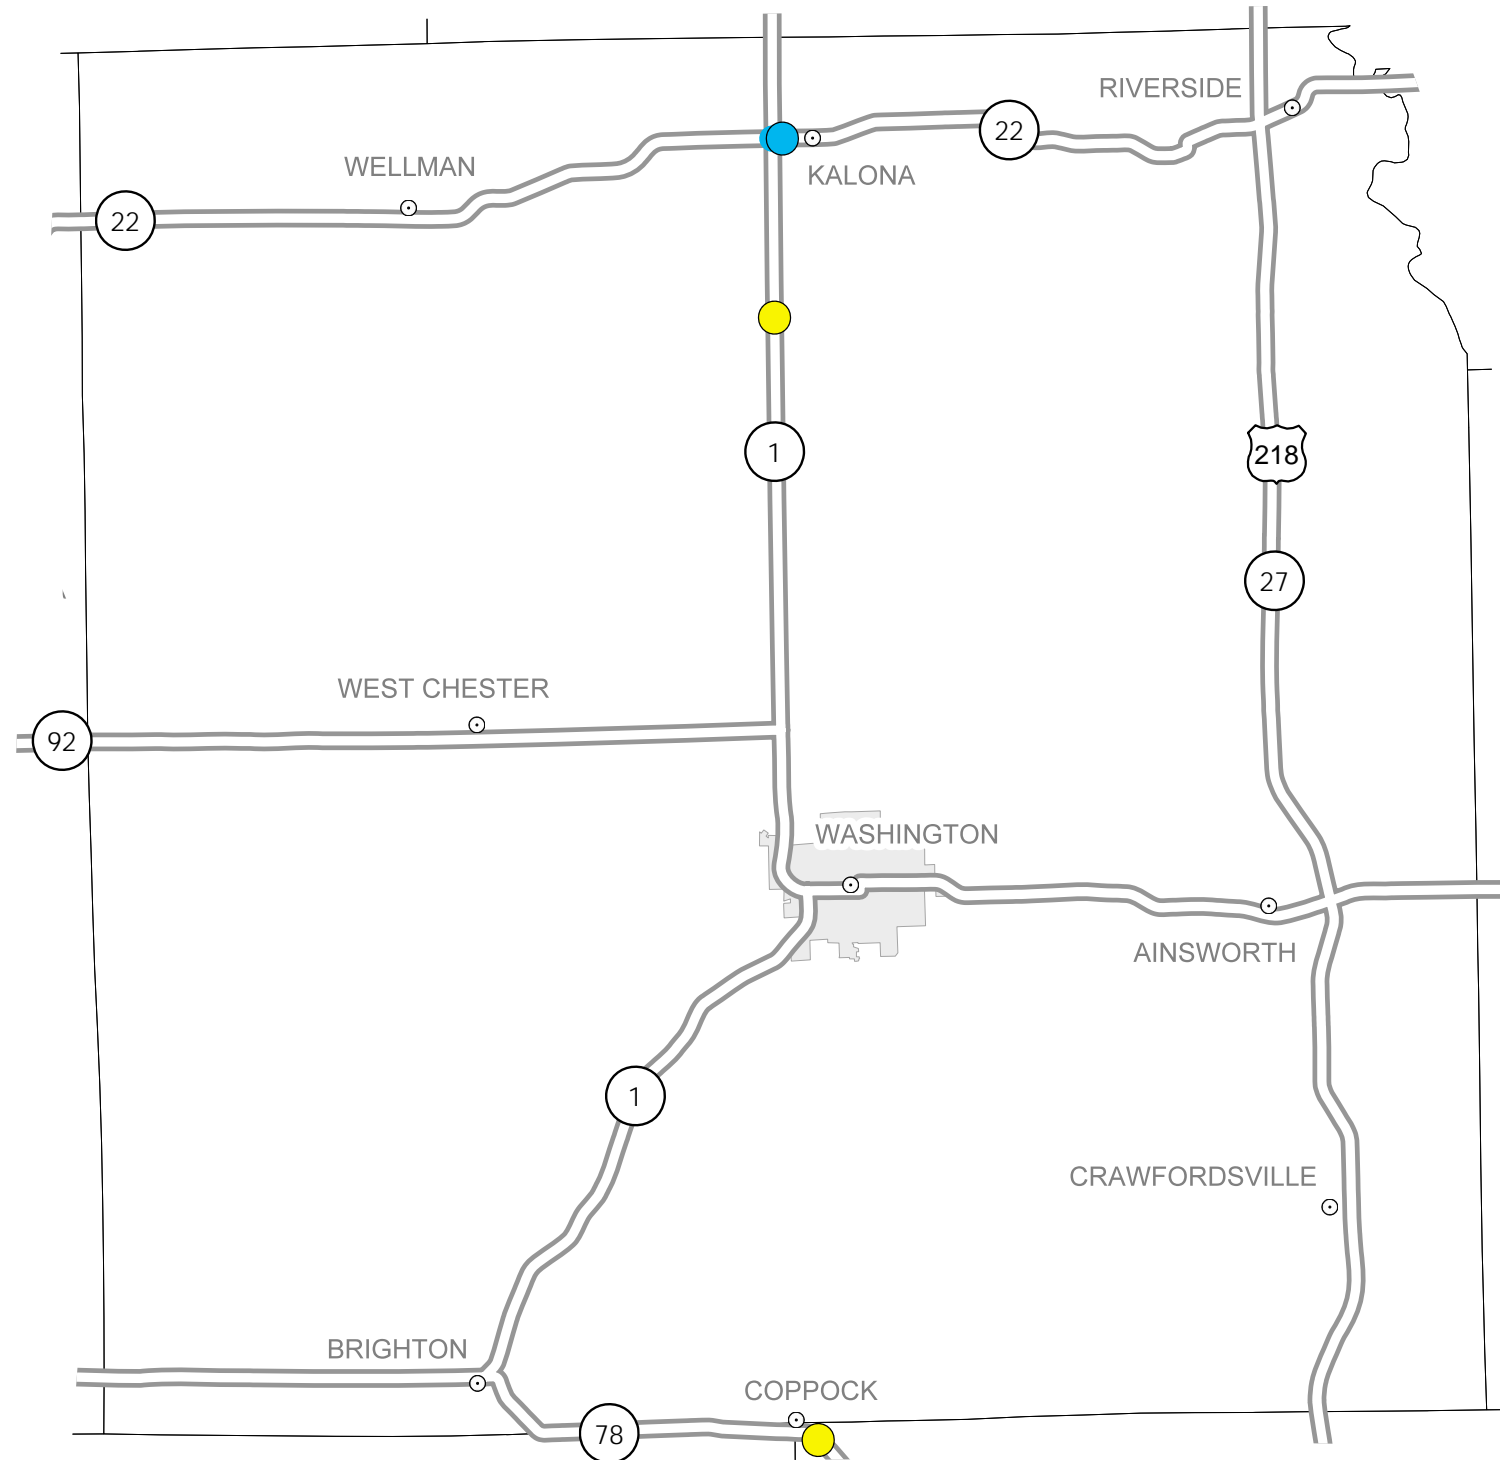 RIVERSIDE
22
WELLMAN
KALONA
22
1
218
27
WEST CHESTER
92
WASHINGTON
AINSWORTH
1
CRAWFORDSVILLE
BRIGHTON
COPPOCK
78